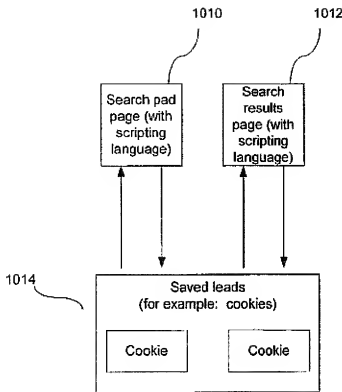 1010
1012
Search pad
page (with
scripting
language)
Search
results
page (with
scripting
language)
1014
Saved leads
(for example: cookies)
Cookie
Cookie